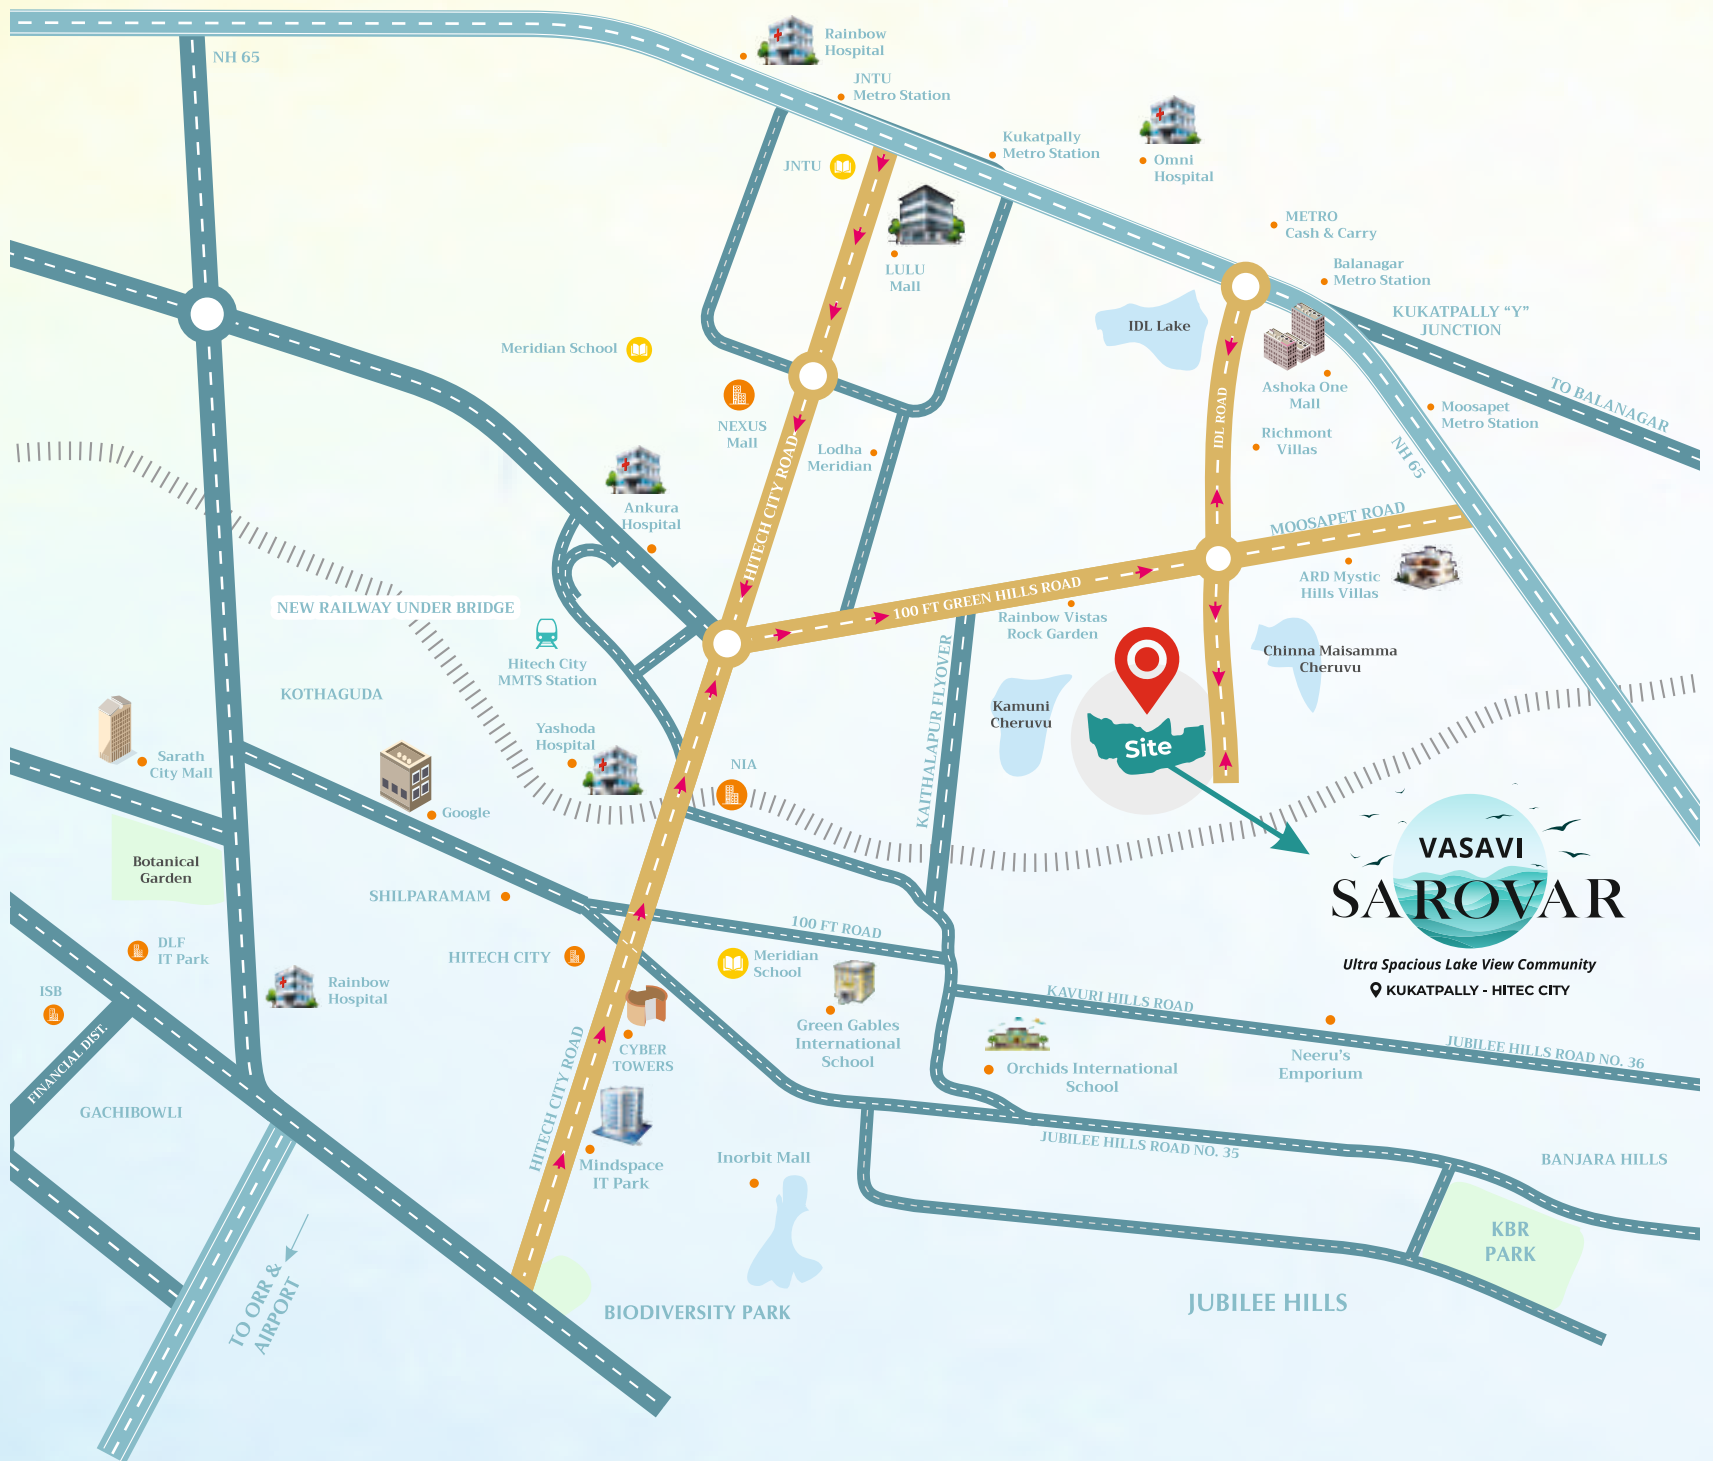 Rainbow
Hospital
NH 65
JNTU
Metro Station
Kukatpally
Metro Station
Omni
Hospital
JNTU
METRO
Cash & Carry
LULU
Mall
Balanagar
Metro Station
IDL Lake
KUKATPALLY “Y”
JUNCTION
Meridian School
TO BALANAGAR
Ashoka One
Mall
IDL ROAD
Moosapet
Metro Station
NEXUS
Mall
Richmont
Villas
NH 65
Lodha
Meridian
HITECH CITY ROAD
Ankura
Hospital
MOOSAPET ROAD
ARD Mystic
Hills Villas
100 FT GREEN HILLS ROAD
NEW RAILWAY UNDER BRIDGE
Rainbow Vistas
Rock Garden
Hitech City
MMTS Station
Chinna Maisamma
Cheruvu
KOTHAGUDA
KAITHALAPUR FLYOVER
Kamuni
Cheruvu
Yashoda
Hospital
Site
Sarath
City Mall
NIA
Google
VASAVI
SAROVAR
Botanical
Garden
SHILPARAMAM
100 FT ROAD
DLF
IT Park
HITECH CITY
Meridian
School
Ultra Spacious Lake View Community
KUKATPALLY - HITEC CITY
ISB
Rainbow
Hospital
KAVURI HILLS ROAD
Green Gables
International
School
CYBER
TOWERS
FINANCIAL DIST.
JUBILEE HILLS ROAD NO. 36
Neeru’s
Emporium
Orchids International
School
GACHIBOWLI
HITECH CITY ROAD
JUBILEE HILLS ROAD NO. 35
Mindspace
IT Park
Inorbit Mall
BANJARA HILLS
KBR
PARK
TO ORR &
AIRPORT
BIODIVERSITY PARK
JUBILEE HILLS